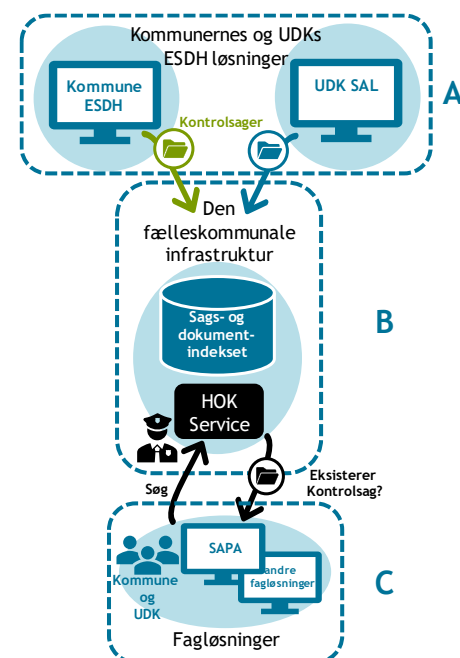 Kommunernes og UDKs
ESDH løsninger
Kommune
ESDH
UDK SAL
A
Kontrolsager
Den
fælleskommunale
infrastruktur
Sags- og
dokument-
indekset
B
HOK
Service
Søg
Eksisterer
Kontrolsag?
SAPA
andre
fagløsninger
Kommune
og
UDK
C
Fagløsninger